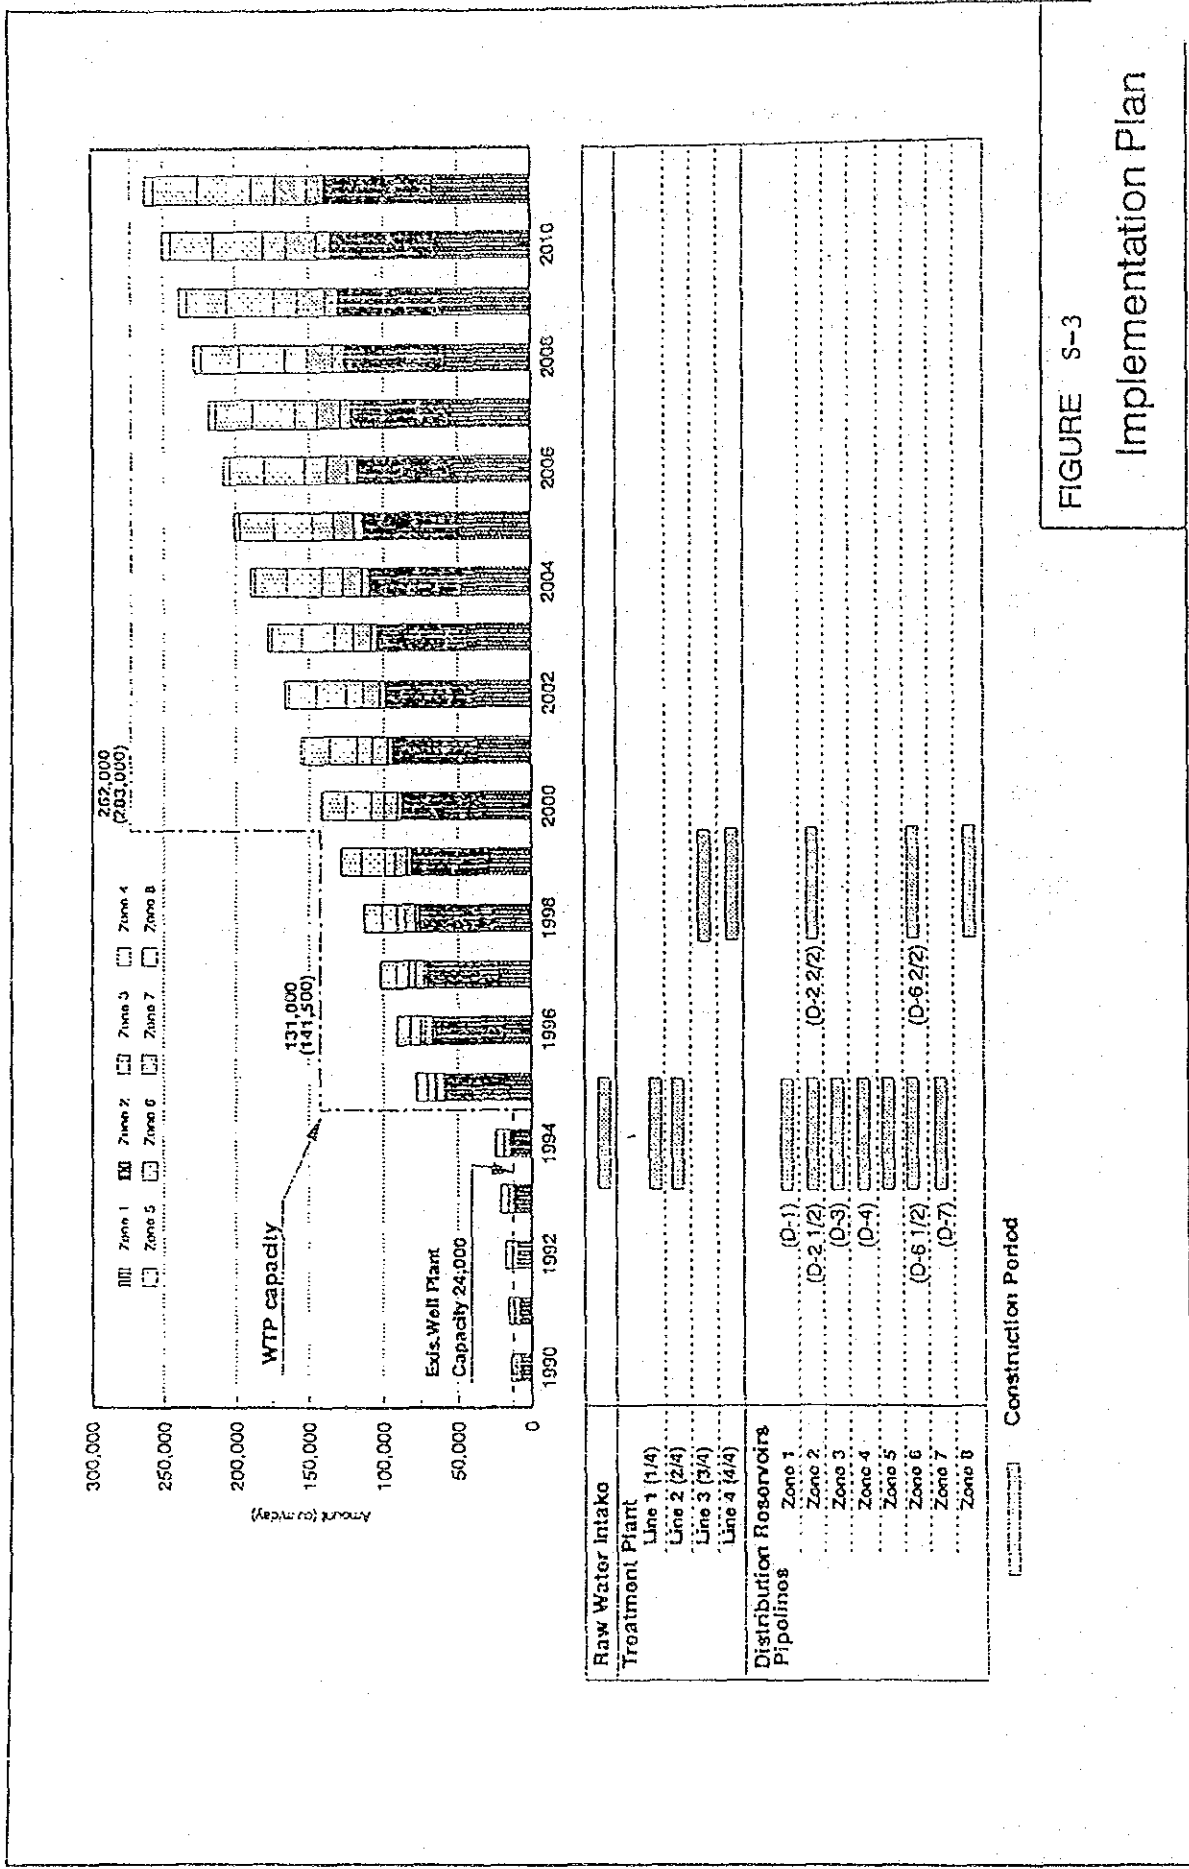 300,000
250,000
200,000
150,000
100,000
50,000
0
Amount (cu.m/day)
Zone 1 Zone 2 Zone 3 Zone 4
Zone 5 Zone 6 Zone 7 Zone 8
262,000
(283,000)
131,000
(141,500)
WTP capacity
Exis.Well Plant
Capacity 24,000
1990 1992 1994 1996 1998 2000 2002 2004 2006 2008 2010
Raw Water Intake
Treatment Plant
Line 1 (1/4)
Line 2 (2/4)
Line 3 (3/4)
Line 4 (4/4)
Distribution Reservoirs
Pipelines
Zone 1 (D-1)
Zone 2 (D-2 1/2) (D-2 2/2)
Zone 3 (D-3)
Zone 4 (D-4)
Zone 5
Zone 6 (D-6 1/2) (D-6 2/2)
Zone 7 (D-7)
Zone 8
Construction Period
FIGURE S-3
Implementation Plan